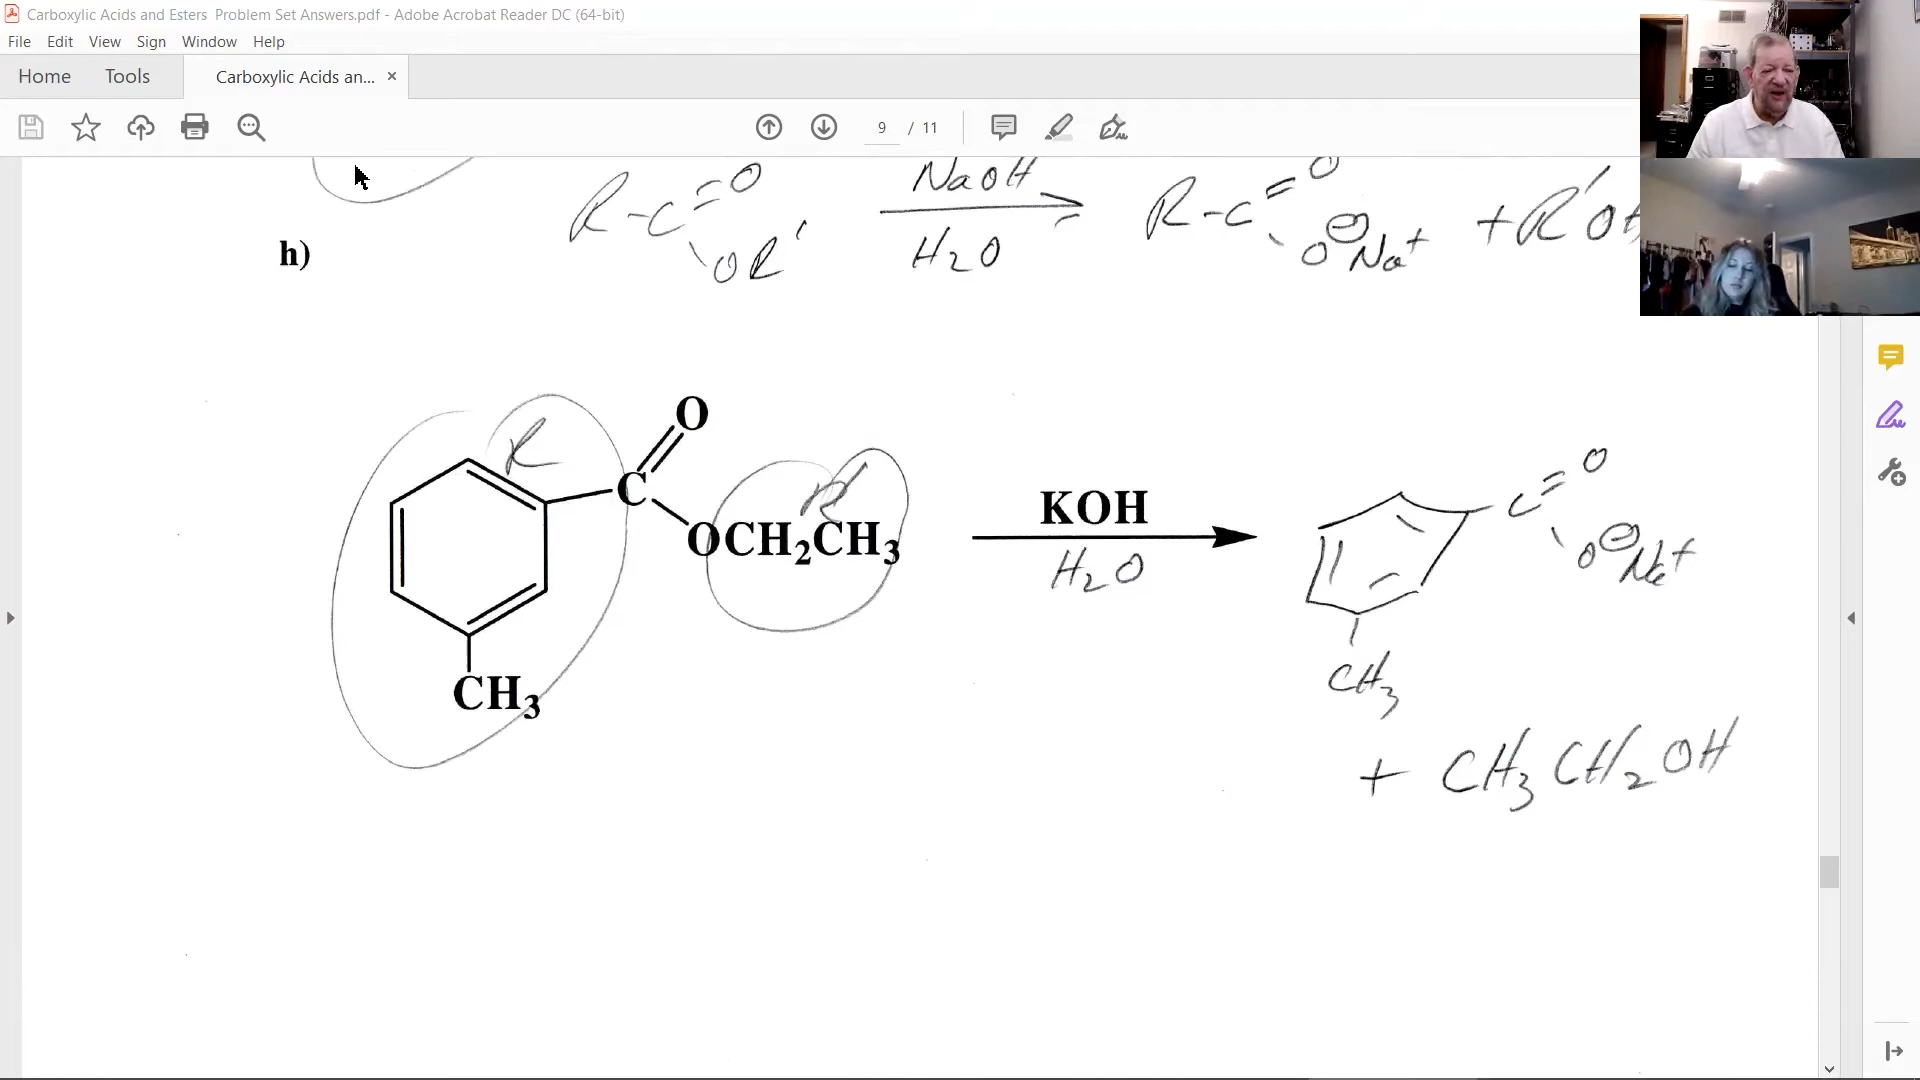 Carboxylic Acids and Esters  Problem Set Answers.pdf - Adobe Acrobat Reader DC (64-bit)
File Edit View Sign Window Help
Home Tools Carboxylic Acids an... ×
9 / 11
R-C=O OR' NaOH H2O R-C=O O⊖Na+ + R'O
h)
R
O
C
R'
OCH2CH3
CH3
KOH
H2O
C=O
O⊖Na+
CH3
+ CH3CH2OH